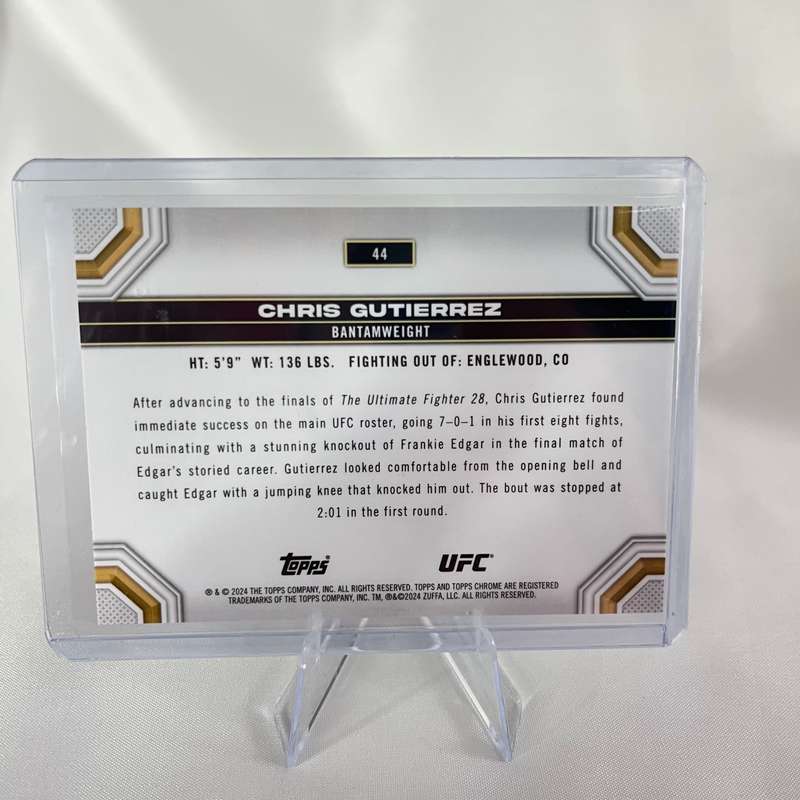 44
CHRIS GUTIERREZ
BANTAMWEIGHT
HT: 5'9" WT: 136 LBS. FIGHTING OUT OF: ENGLEWOOD, CO
After advancing to the finals of The Ultimate Fighter 28, Chris Gutierrez found
immediate success on the main UFC roster, going 7–0–1 in his first eight fights,
culminating with a stunning knockout of Frankie Edgar in the final match of
Edgar's storied career. Gutierrez looked comfortable from the opening bell and
caught Edgar with a jumping knee that knocked him out. The bout was stopped at
2:01 in the first round.
Topps® UFC®
® & © 2024 THE TOPPS COMPANY, INC. ALL RIGHTS RESERVED. TOPPS AND TOPPS CHROME ARE REGISTERED
TRADEMARKS OF THE TOPPS COMPANY, INC. TM, ®&©2024 ZUFFA, LLC. ALL RIGHTS RESERVED.